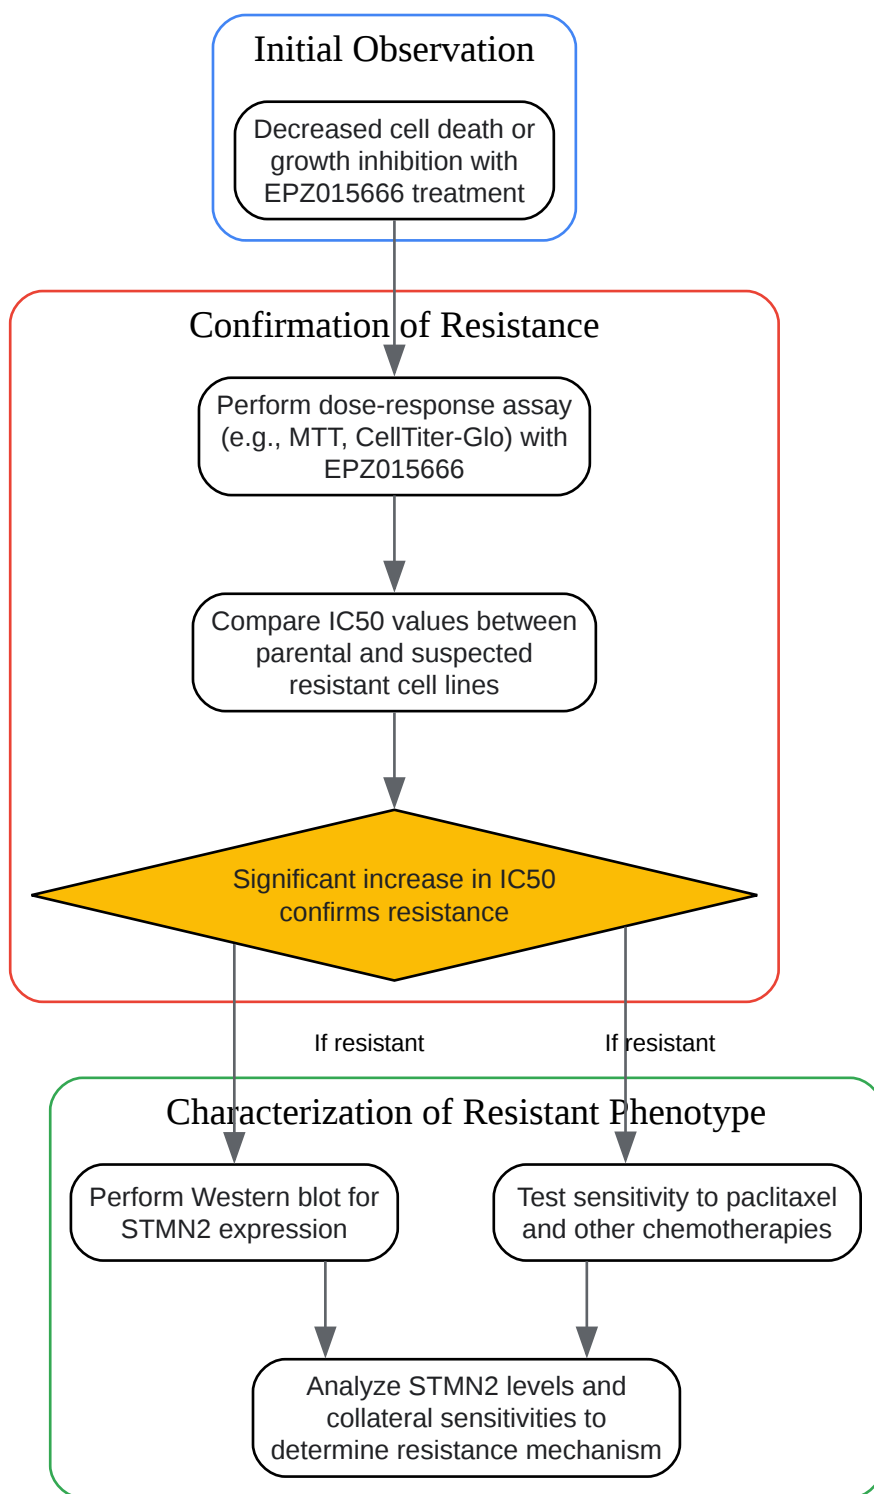 Initial Observation
Decreased cell death or
growth inhibition with
EPZ015666 treatment
Confirmation of Resistance
Perform dose-response assay
(e.g., MTT, CellTiter-Glo) with
EPZ015666
Compare IC50 values between
parental and suspected
resistant cell lines
Significant increase in IC50
confirms resistance
If resistant
If resistant
Characterization of Resistant Phenotype
Perform Western blot for
STMN2 expression
Test sensitivity to paclitaxel
and other chemotherapies
Analyze STMN2 levels and
collateral sensitivities to
determine resistance mechanism